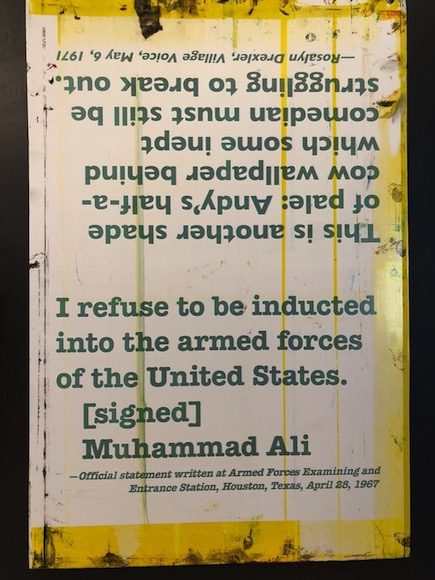 This is another shade
of pale: Andy's half-a-
cow wallpaper behind
which some inept
comedian must still be
struggling to break out.
—Rosalyn Drexler, Village Voice, May 6, 1971
I refuse to be inducted
into the armed forces
of the United States.
[signed]
Muhammad Ali
—Official statement written at Armed Forces Examining and
Entrance Station, Houston, Texas, April 28, 1967